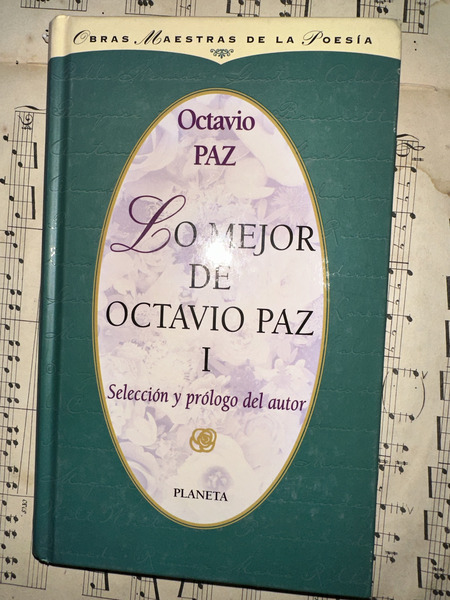 OBRAS MAESTRAS DE LA POESÍA
Octavio
PAZ
LO MEJOR
DE
OCTAVIO PAZ
I
Selección y prólogo del autor
PLANETA